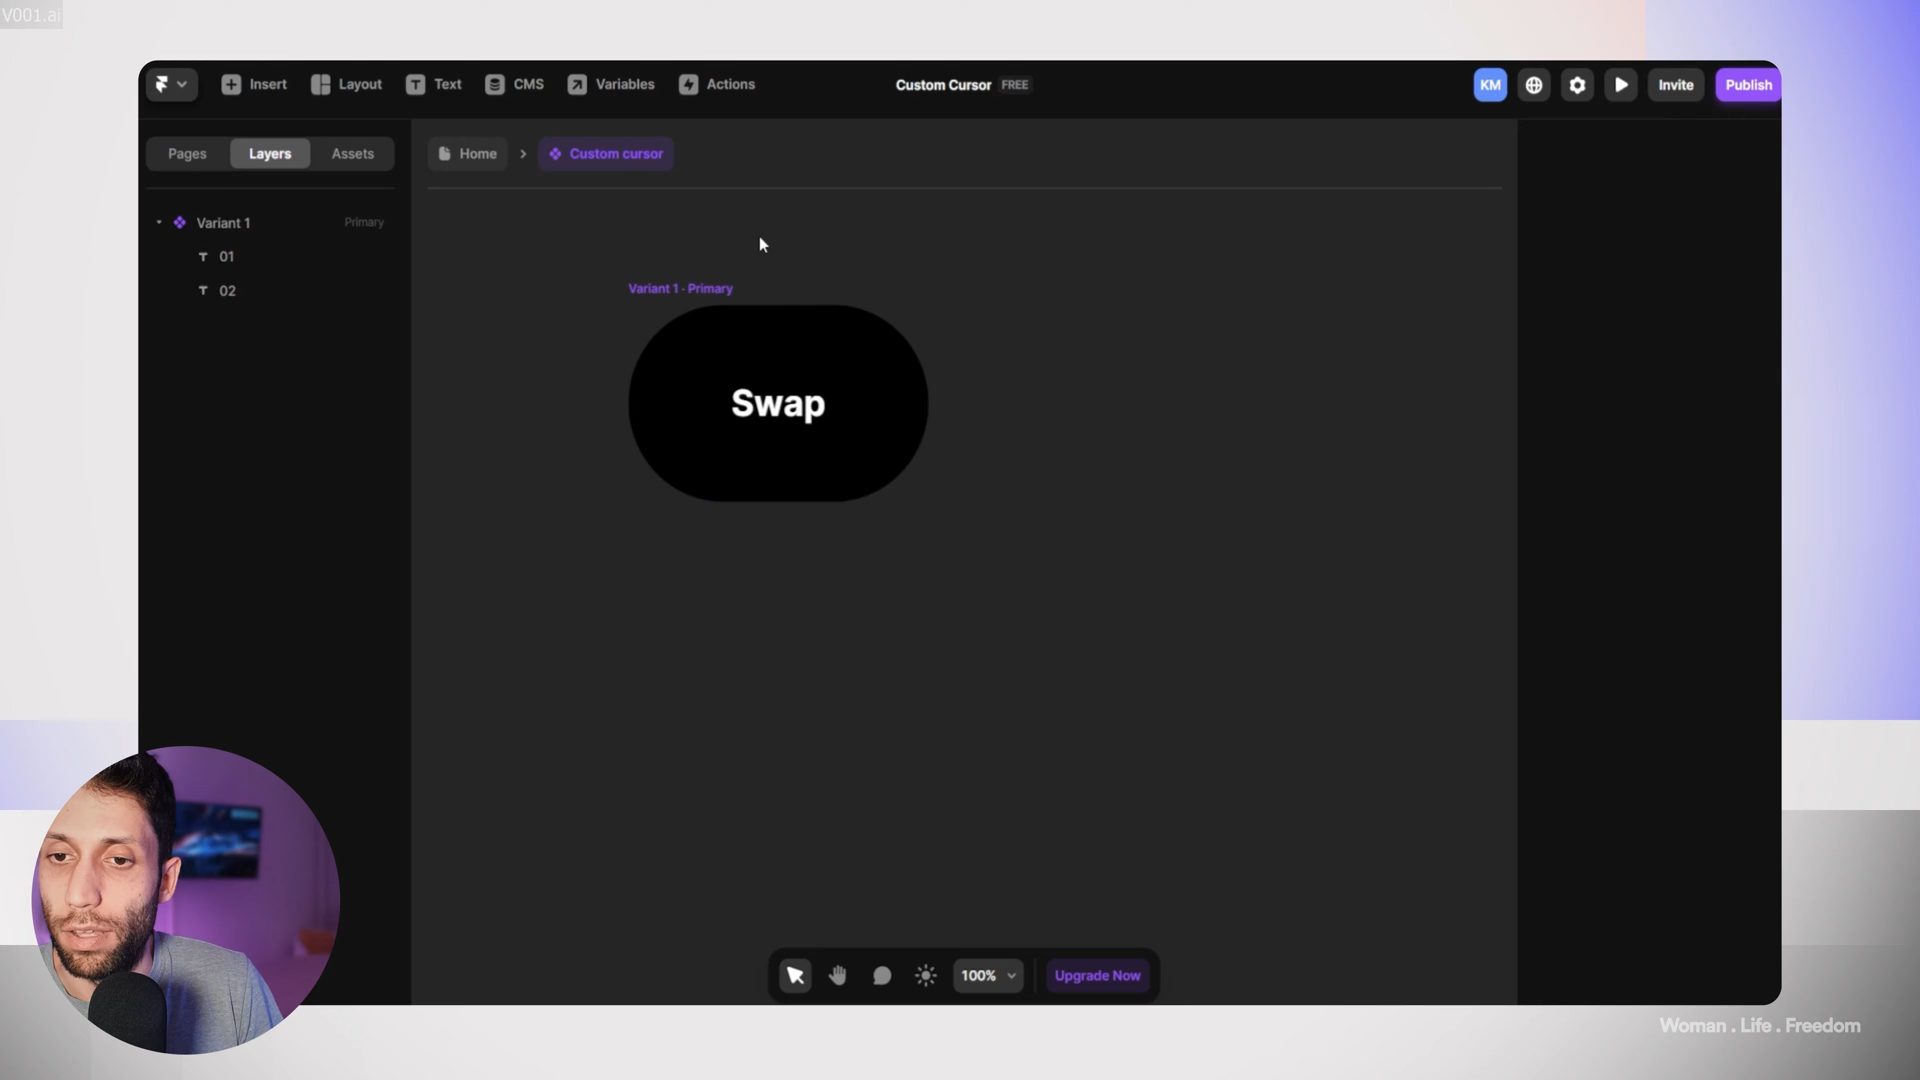 V001.ai
Insert
Layout
Text
CMS
Variables
Actions
Custom Cursor FREE
KM
Invite
Publish
Pages
Layers
Assets
Home
Custom cursor
Variant 1
Primary
01
02
Variant 1 · Primary
Swap
100%
Upgrade Now
Woman . Life . Freedom